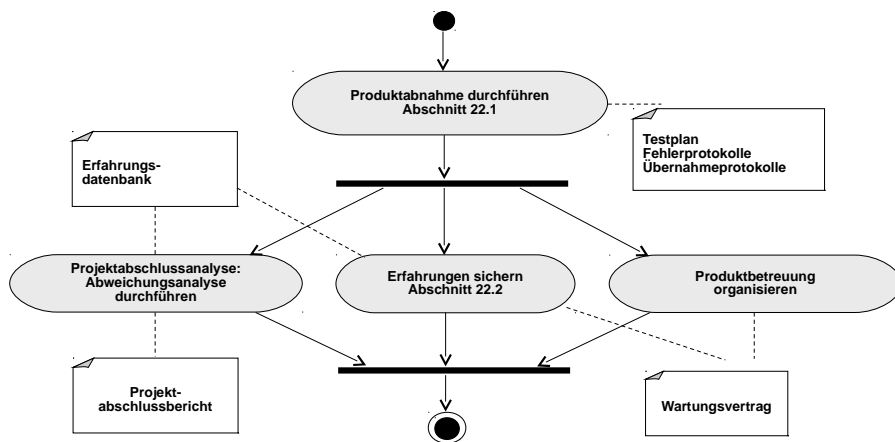 Produktabnahme durchführen
Abschnitt 22.1
Testplan
Fehlerprotokolle
Übernahmeprotokolle
Erfahrungs-
datenbank
Projektabschlussanalyse:
Abweichungsanalyse
durchführen
Erfahrungen sichern
Abschnitt 22.2
Produktbetreuung
organisieren
Projekt-
abschlussbericht
Wartungsvertrag